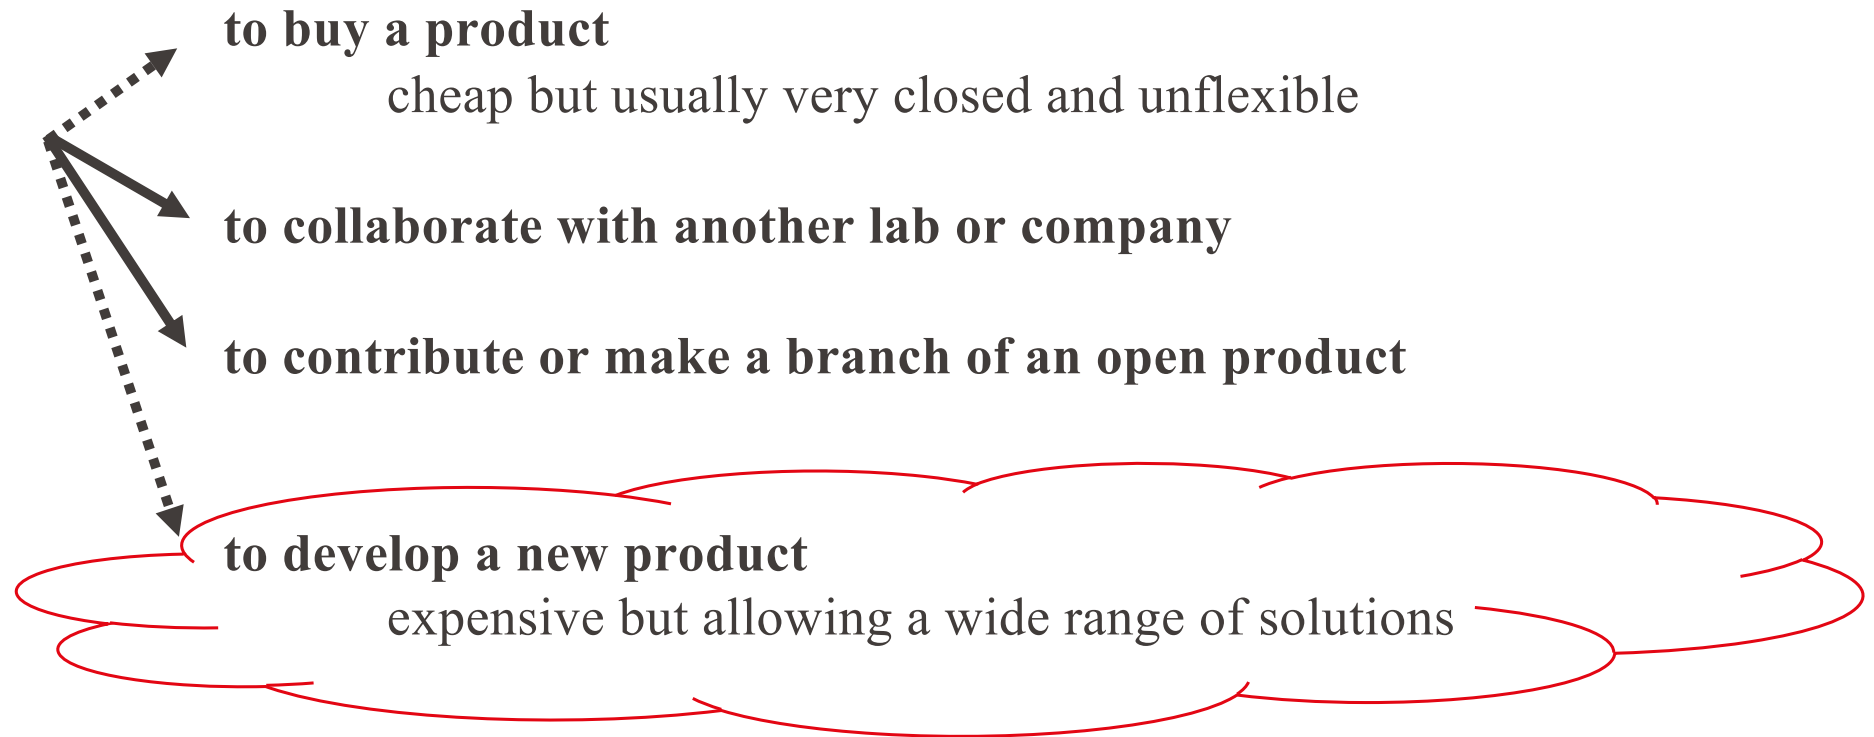 to buy a product
cheap but usually very closed and unflexible
to collaborate with another lab or company
to contribute or make a branch of an open product
to develop a new product
expensive but allowing a wide range of solutions